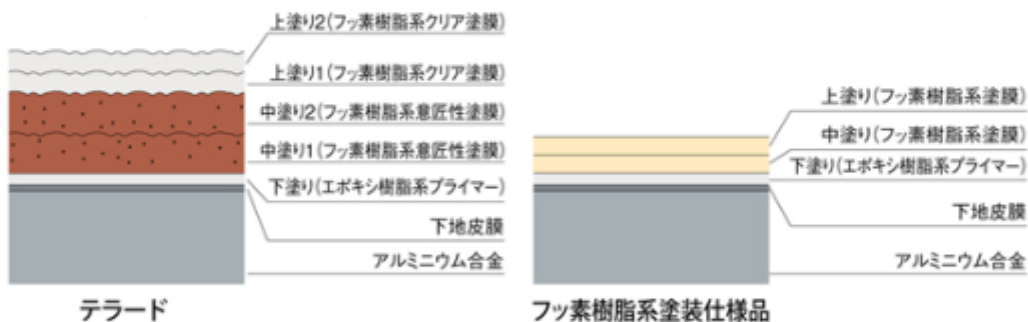 上塗り2(フッ素樹脂系クリア塗膜)
上塗り1(フッ素樹脂系クリア塗膜)
中塗り2(フッ素樹脂系意匠性塗膜)
中塗り1(フッ素樹脂系意匠性塗膜)
下塗り(エポキシ樹脂系プライマー)
下地皮膜
アルミニウム合金
テラード
上塗り(フッ素樹脂系塗膜)
中塗り(フッ素樹脂系塗膜)
下塗り(エポキシ樹脂系プライマー)
下地皮膜
アルミニウム合金
フッ素樹脂系塗装仕様品